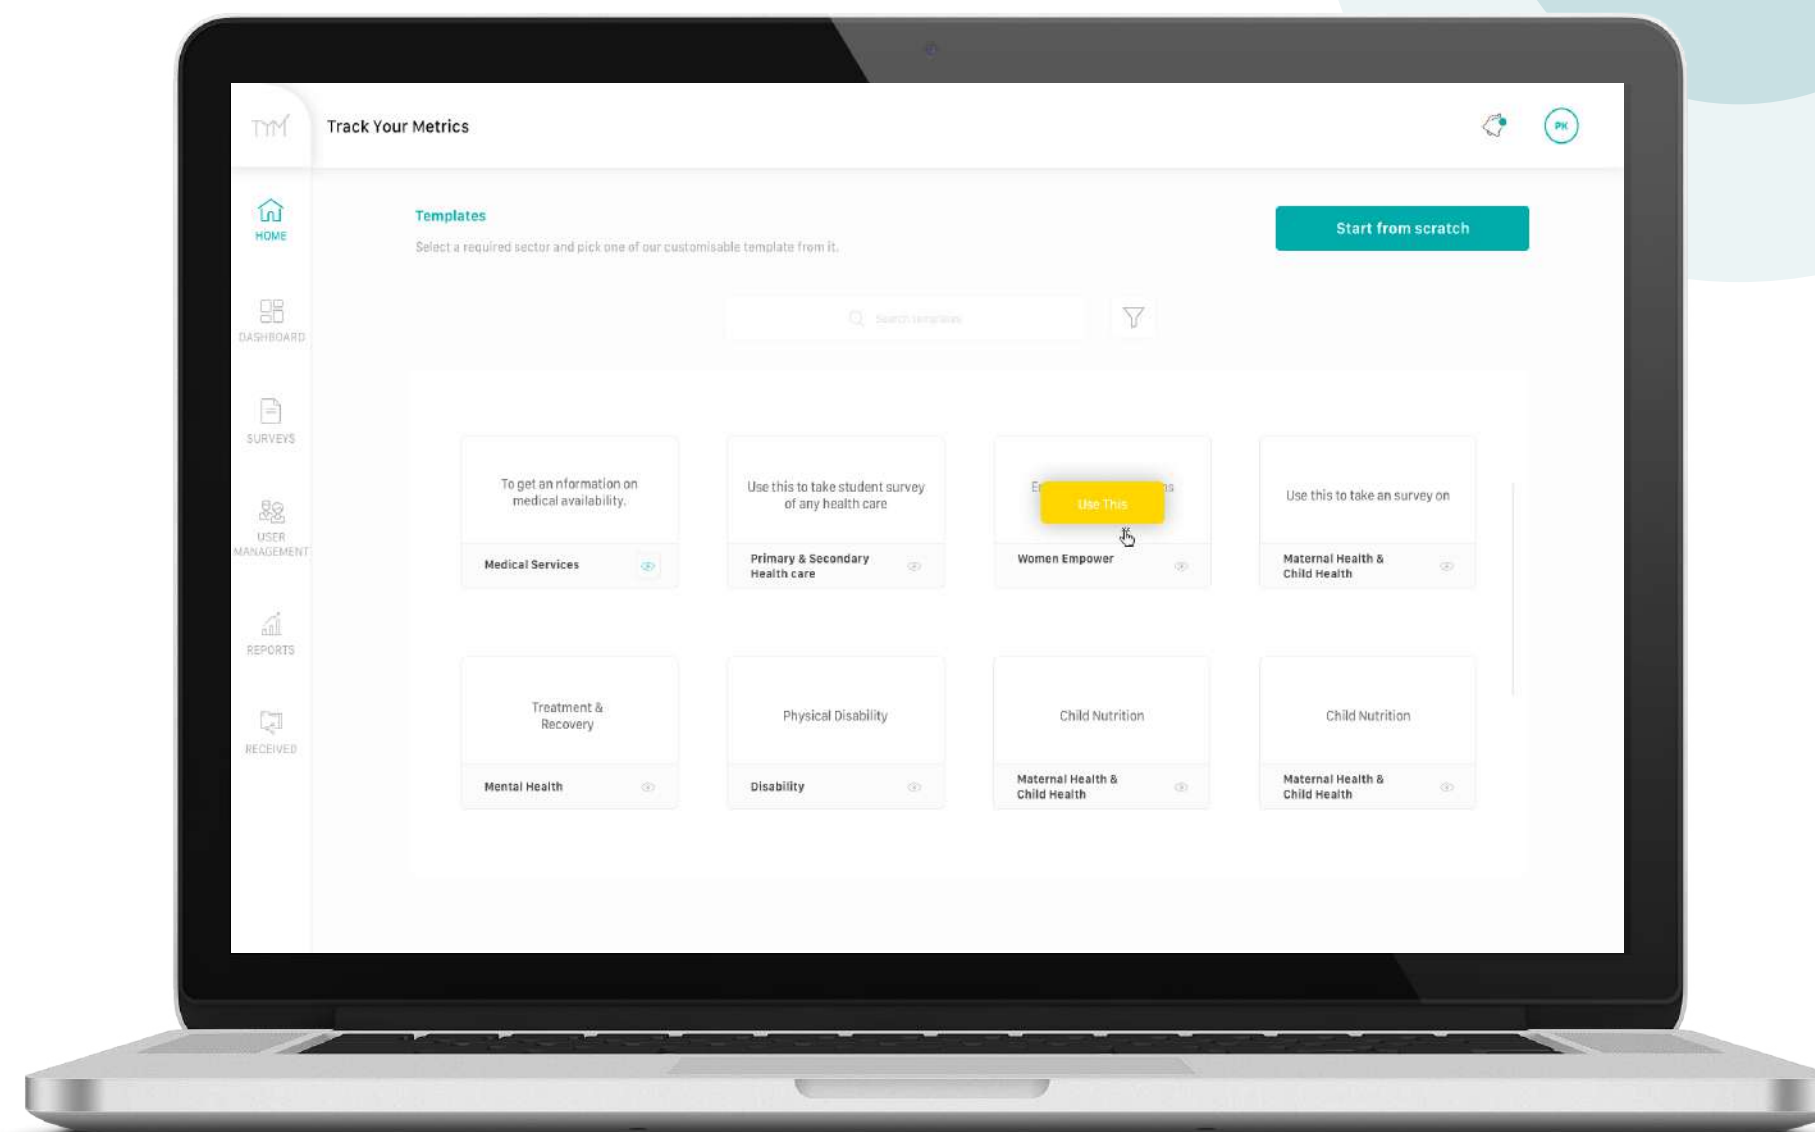 TYM
Track Your Metrics
PK
HOME
DASHBOARD
SURVEYS
USER
MANAGEMENT
REPORTS
RECEIVED
Templates
Select a required sector and pick one of our customisable template from it.
Start from scratch
Search templates
To get an nformation on
medical availability.
Medical Services
Use this to take student survey
of any health care
Primary & Secondary
Health care
Use This
Women Empower
Use this to take an survey on
Maternal Health &
Child Health
Treatment &
Recovery
Mental Health
Physical Disability
Disability
Child Nutrition
Maternal Health &
Child Health
Child Nutrition
Maternal Health &
Child Health